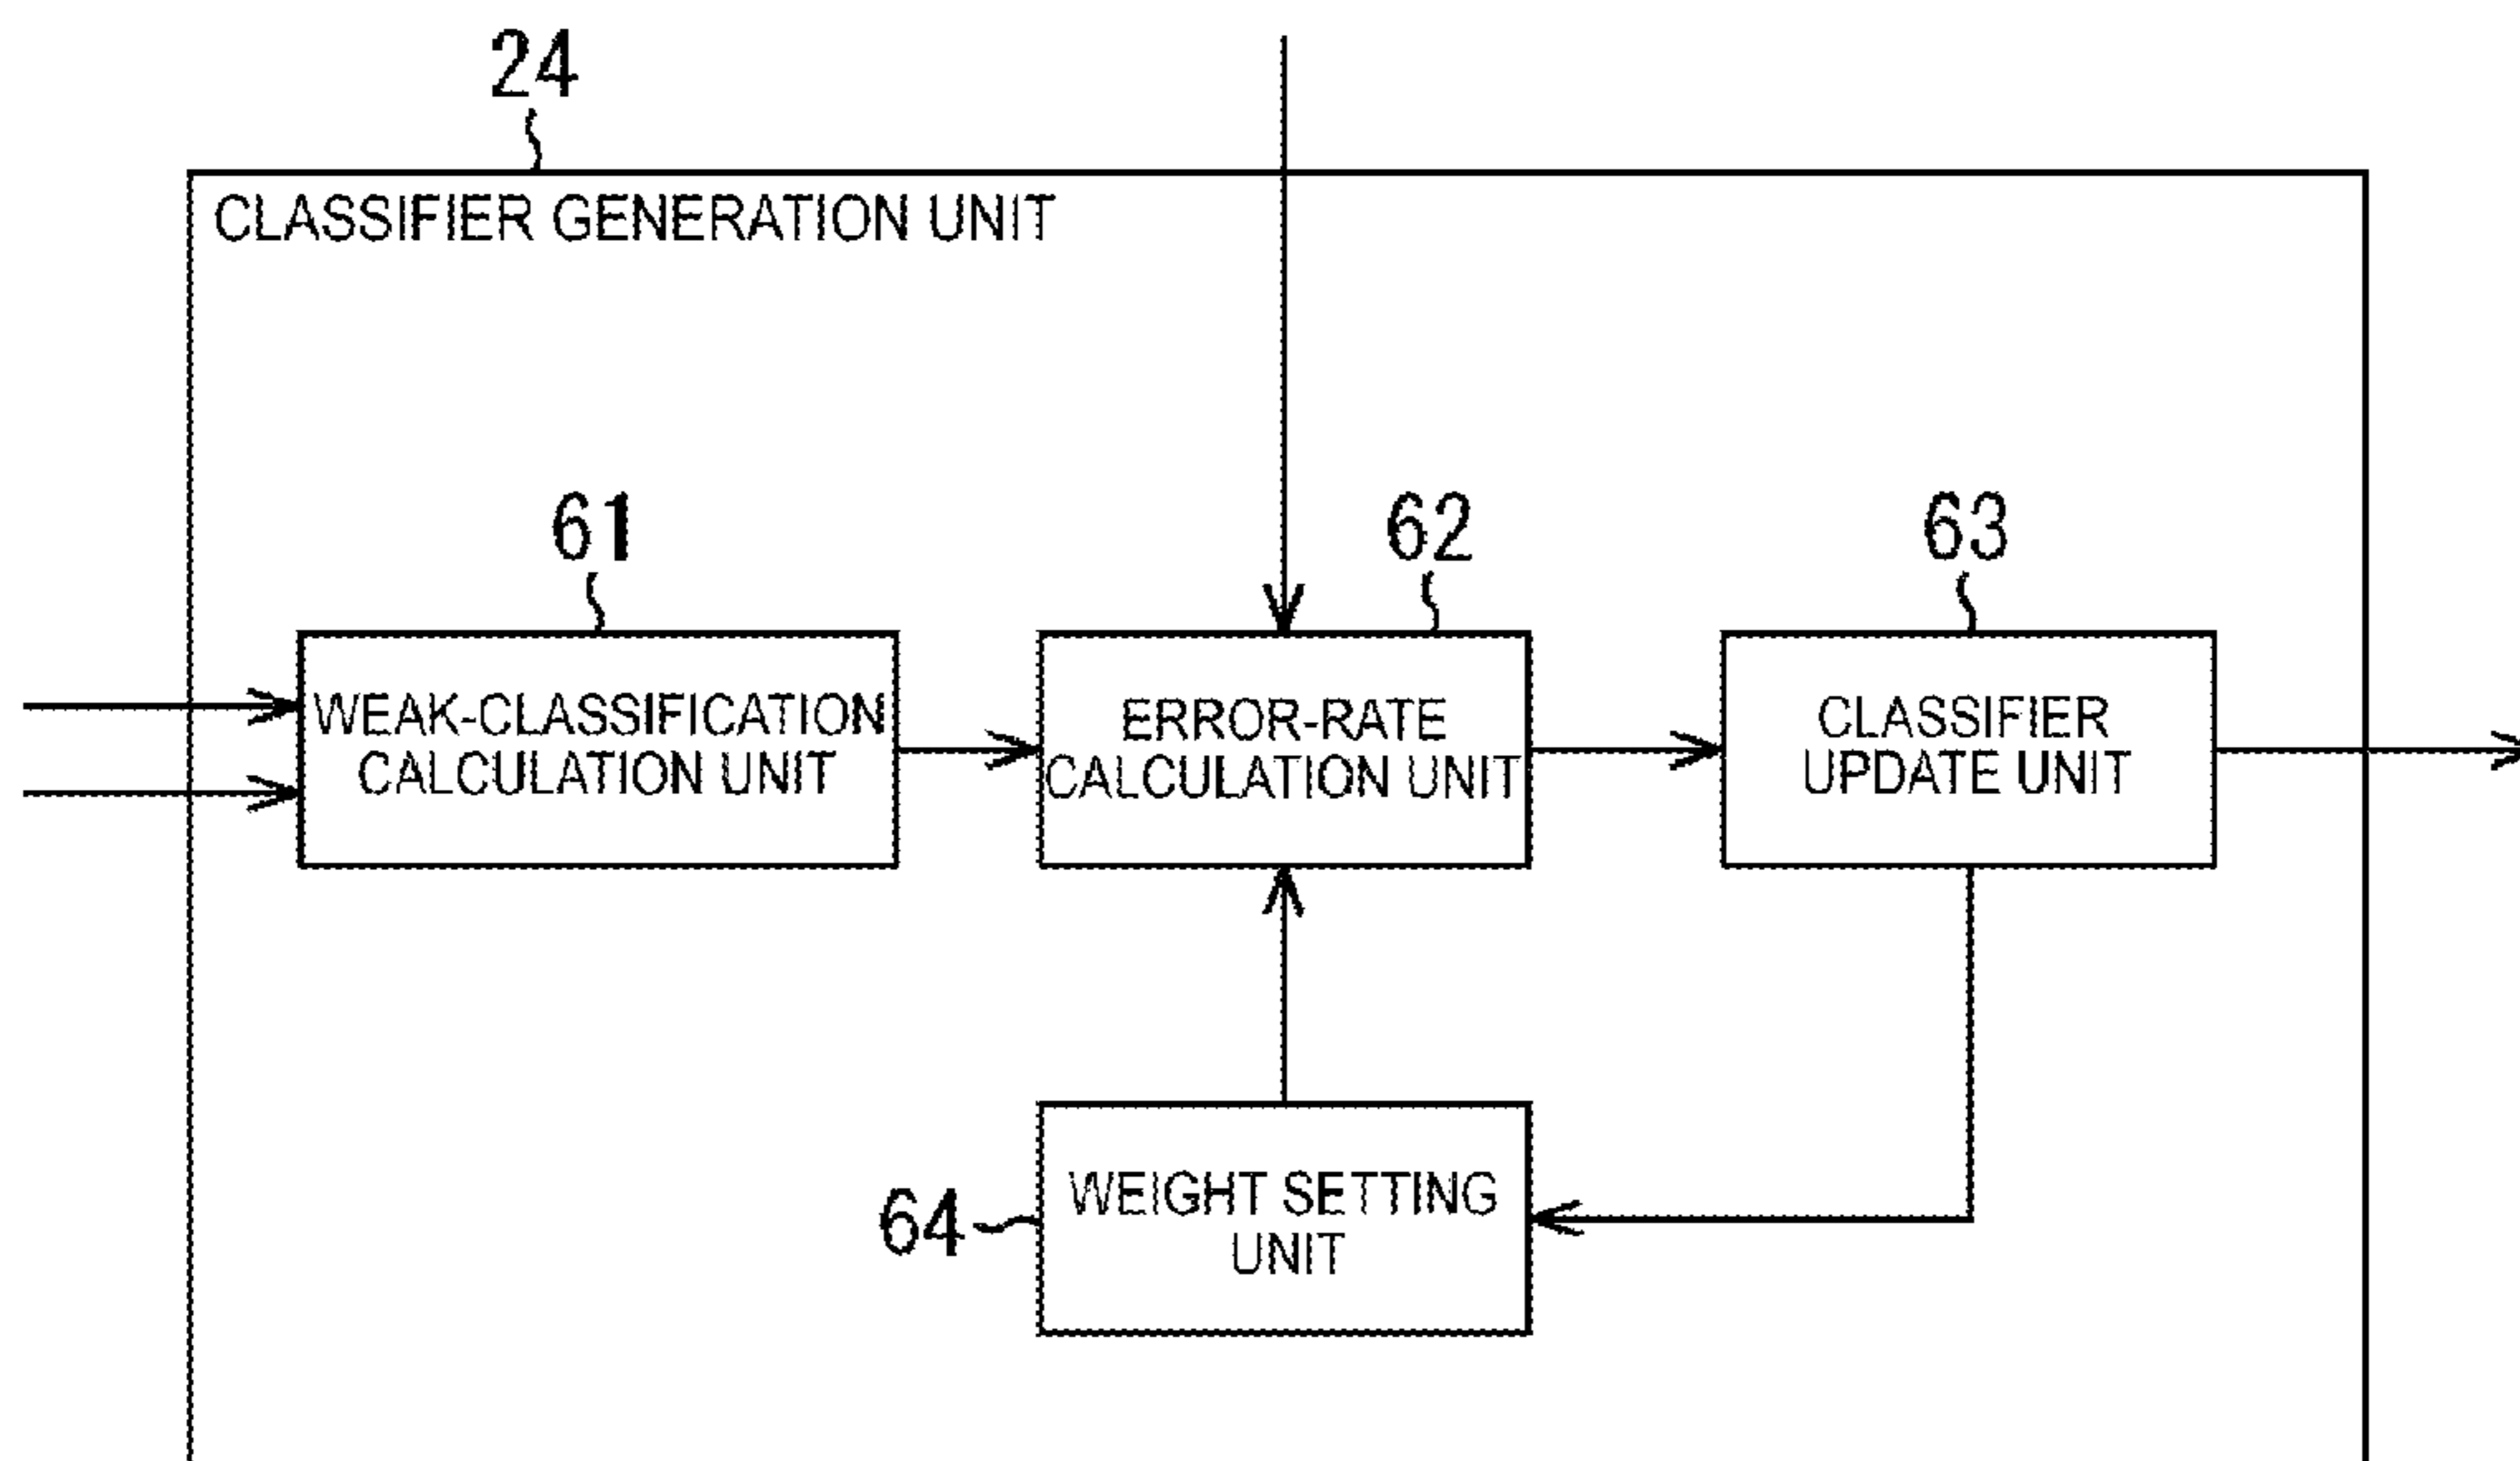 24
CLASSIFIER GENERATION UNIT
61
62
63
WEAK-CLASSIFICATION
CALCULATION UNIT
ERROR-RATE
CALCULATION UNIT
CLASSIFIER
UPDATE UNIT
64
WEIGHT SETTING
UNIT